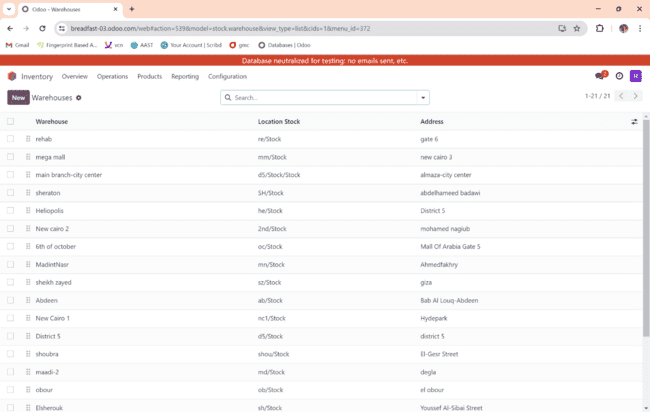 Odoo - Warehouses
breadfast-03.odoo.com/web#action=539&model=stock.warehouse&view_type=list&cids=1&menu_id=372
Gmail Fingerprint Based A... vcn AAST Your Account | Scribd gmc Databases | Odoo
Database neutralized for testing: no emails sent, etc.
Inventory Overview Operations Products Reporting Configuration 2 R
New Warehouses Search... 1-21 / 21
Warehouse Location Stock Address
rehab re/Stock gate 6
mega mall mm/Stock new cairo 3
main branch-city center d5/Stock/Stock almaza-city center
sheraton SH/Stock abdelhameed badawi
Heliopolis he/Stock District 5
New cairo 2 2nd/Stock mohamed nagiub
6th of october oc/Stock Mall Of Arabia Gate 5
MadintNasr mn/Stock Ahmedfakhry
sheikh zayed sz/Stock giza
Abdeen ab/Stock Bab Al Louq-Abdeen
New Cairo 1 nc1/Stock Hydepark
District 5 d5/Stock district 5
shoubra shou/Stock El-Gesr Street
maadi-2 md/Stock degla
obour ob/Stock el obour
Elsherouk sh/Stock Youssef Al-Sibai Street